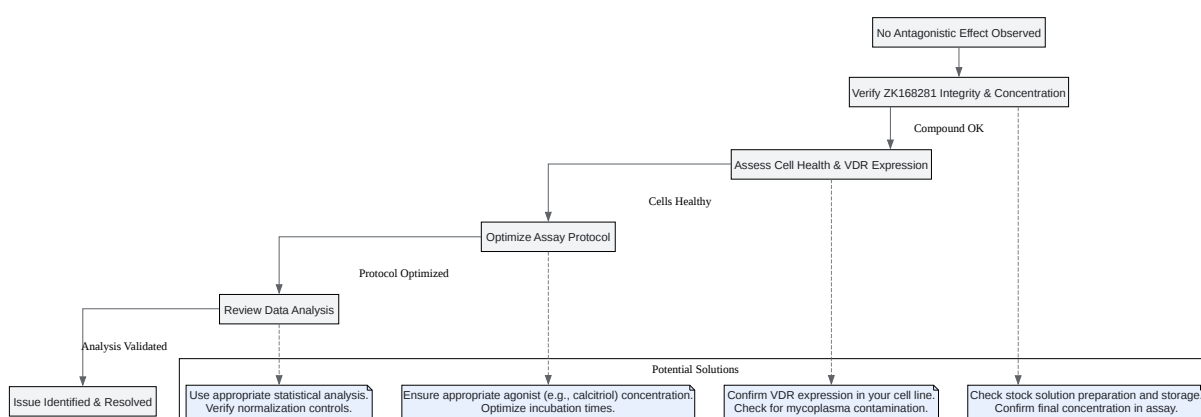 No Antagonistic Effect Observed
Verify ZK168281 Integrity & Concentration
Compound OK
Assess Cell Health & VDR Expression
Cells Healthy
Optimize Assay Protocol
Protocol Optimized
Review Data Analysis
Analysis Validated
Issue Identified & Resolved
Potential Solutions
Use appropriate statistical analysis.
Verify normalization controls.
Ensure appropriate agonist (e.g., calcitriol) concentration.
Optimize incubation times.
Confirm VDR expression in your cell line.
Check for mycoplasma contamination.
Check stock solution preparation and storage
Confirm final concentration in assay.